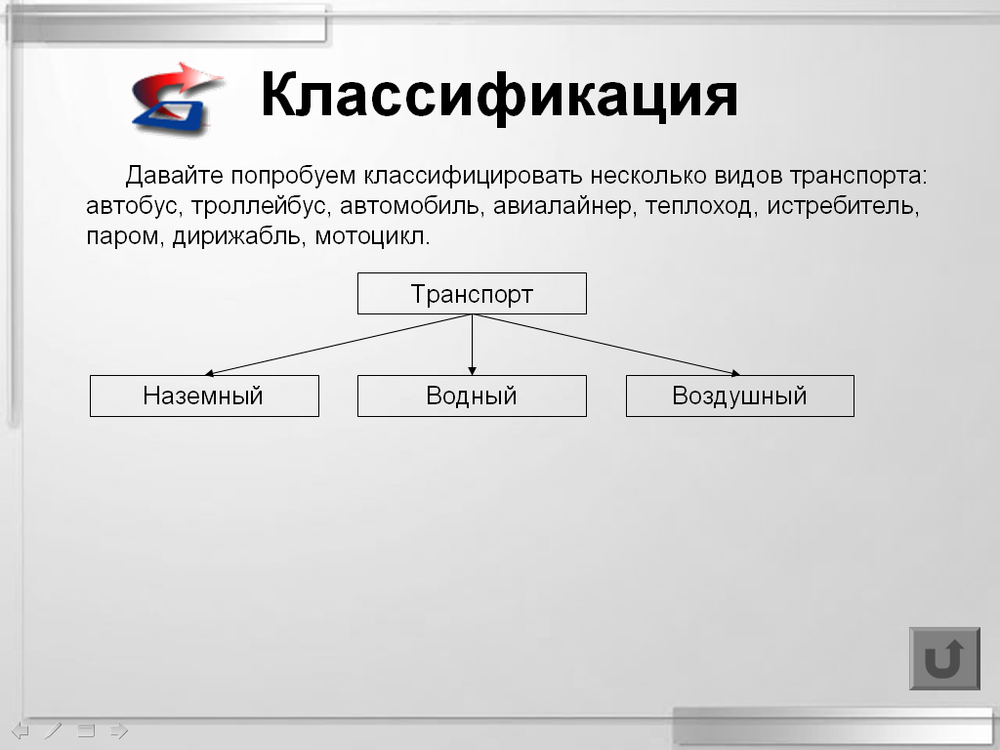 Классификация
Давайте попробуем классифицировать несколько видов транспорта:
автобус, троллейбус, автомобиль, авиалайнер, теплоход, истребитель,
паром, дирижабль, мотоцикл.
Транспорт
Наземный
Водный
Воздушный